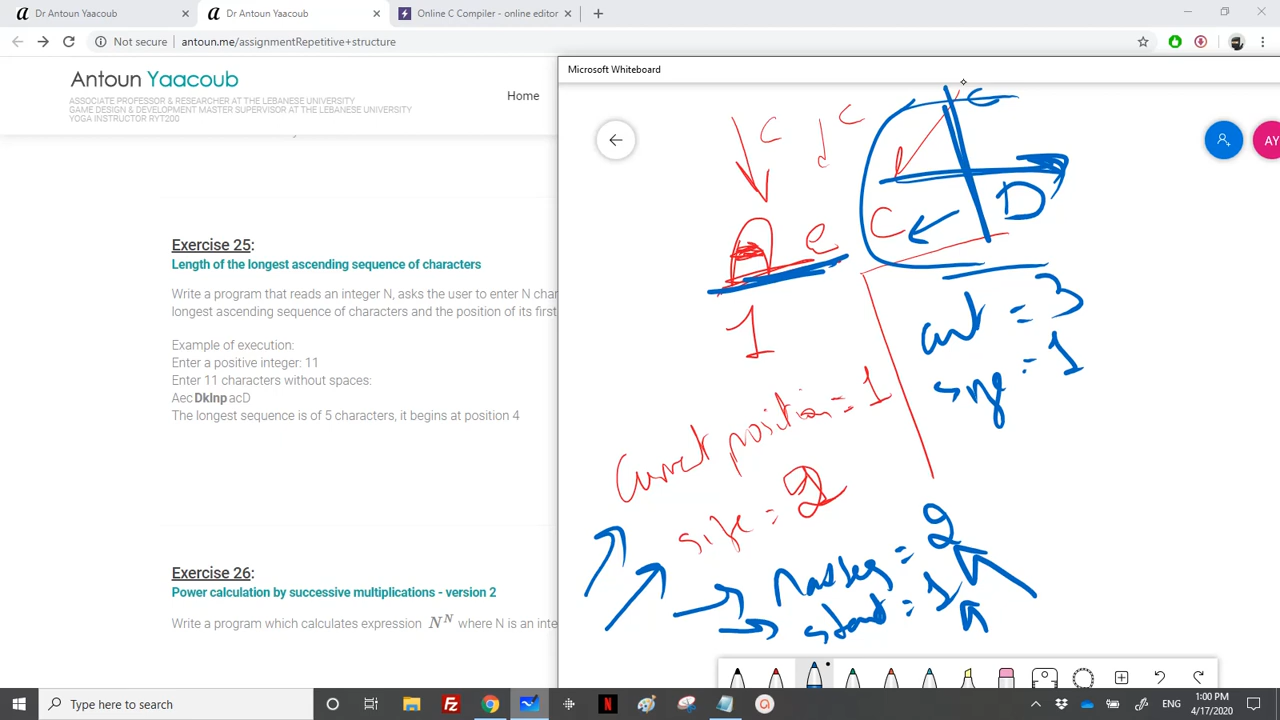 Dr Antoun Yaacoub
Dr Antoun Yaacoub
Online C Compiler - online editor
Not secure
antoun.me/assignmentRepetitive+structure
Antoun Yaacoub
ASSOCIATE PROFESSOR & RESEARCHER AT THE LEBANESE UNIVERSITY
GAME DESIGN & DEVELOPMENT MASTER SUPERVISOR AT THE LEBANESE UNIVERSITY
YOGA INSTRUCTOR RYT200
Home
Exercise 25:
Length of the longest ascending sequence of characters
Write a program that reads an integer N, asks the user to enter N char
longest ascending sequence of characters and the position of its first
Example of execution:
Enter a positive integer: 11
Enter 11 characters without spaces:
AecDkInpacD
The longest sequence is of 5 characters, it begins at position 4
Exercise 26:
Power calculation by successive multiplications - version 2
Write a program which calculates expression N^N where N is an inte
Microsoft Whiteboard
AY
C C
e C D
1
= 3
= 1
Current position = 1
size = 2
= 2
start = 1
Type here to search
ENG
1:00 PM
4/17/2020